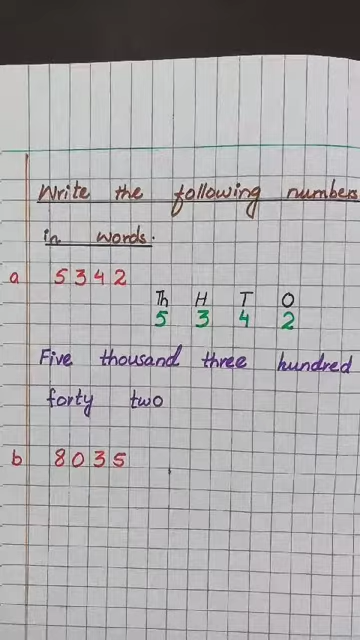 Write the following numbers
in words.
a 5342
Th H T O
5 3 4 2
Five thousand three hundred
forty two
b 8035